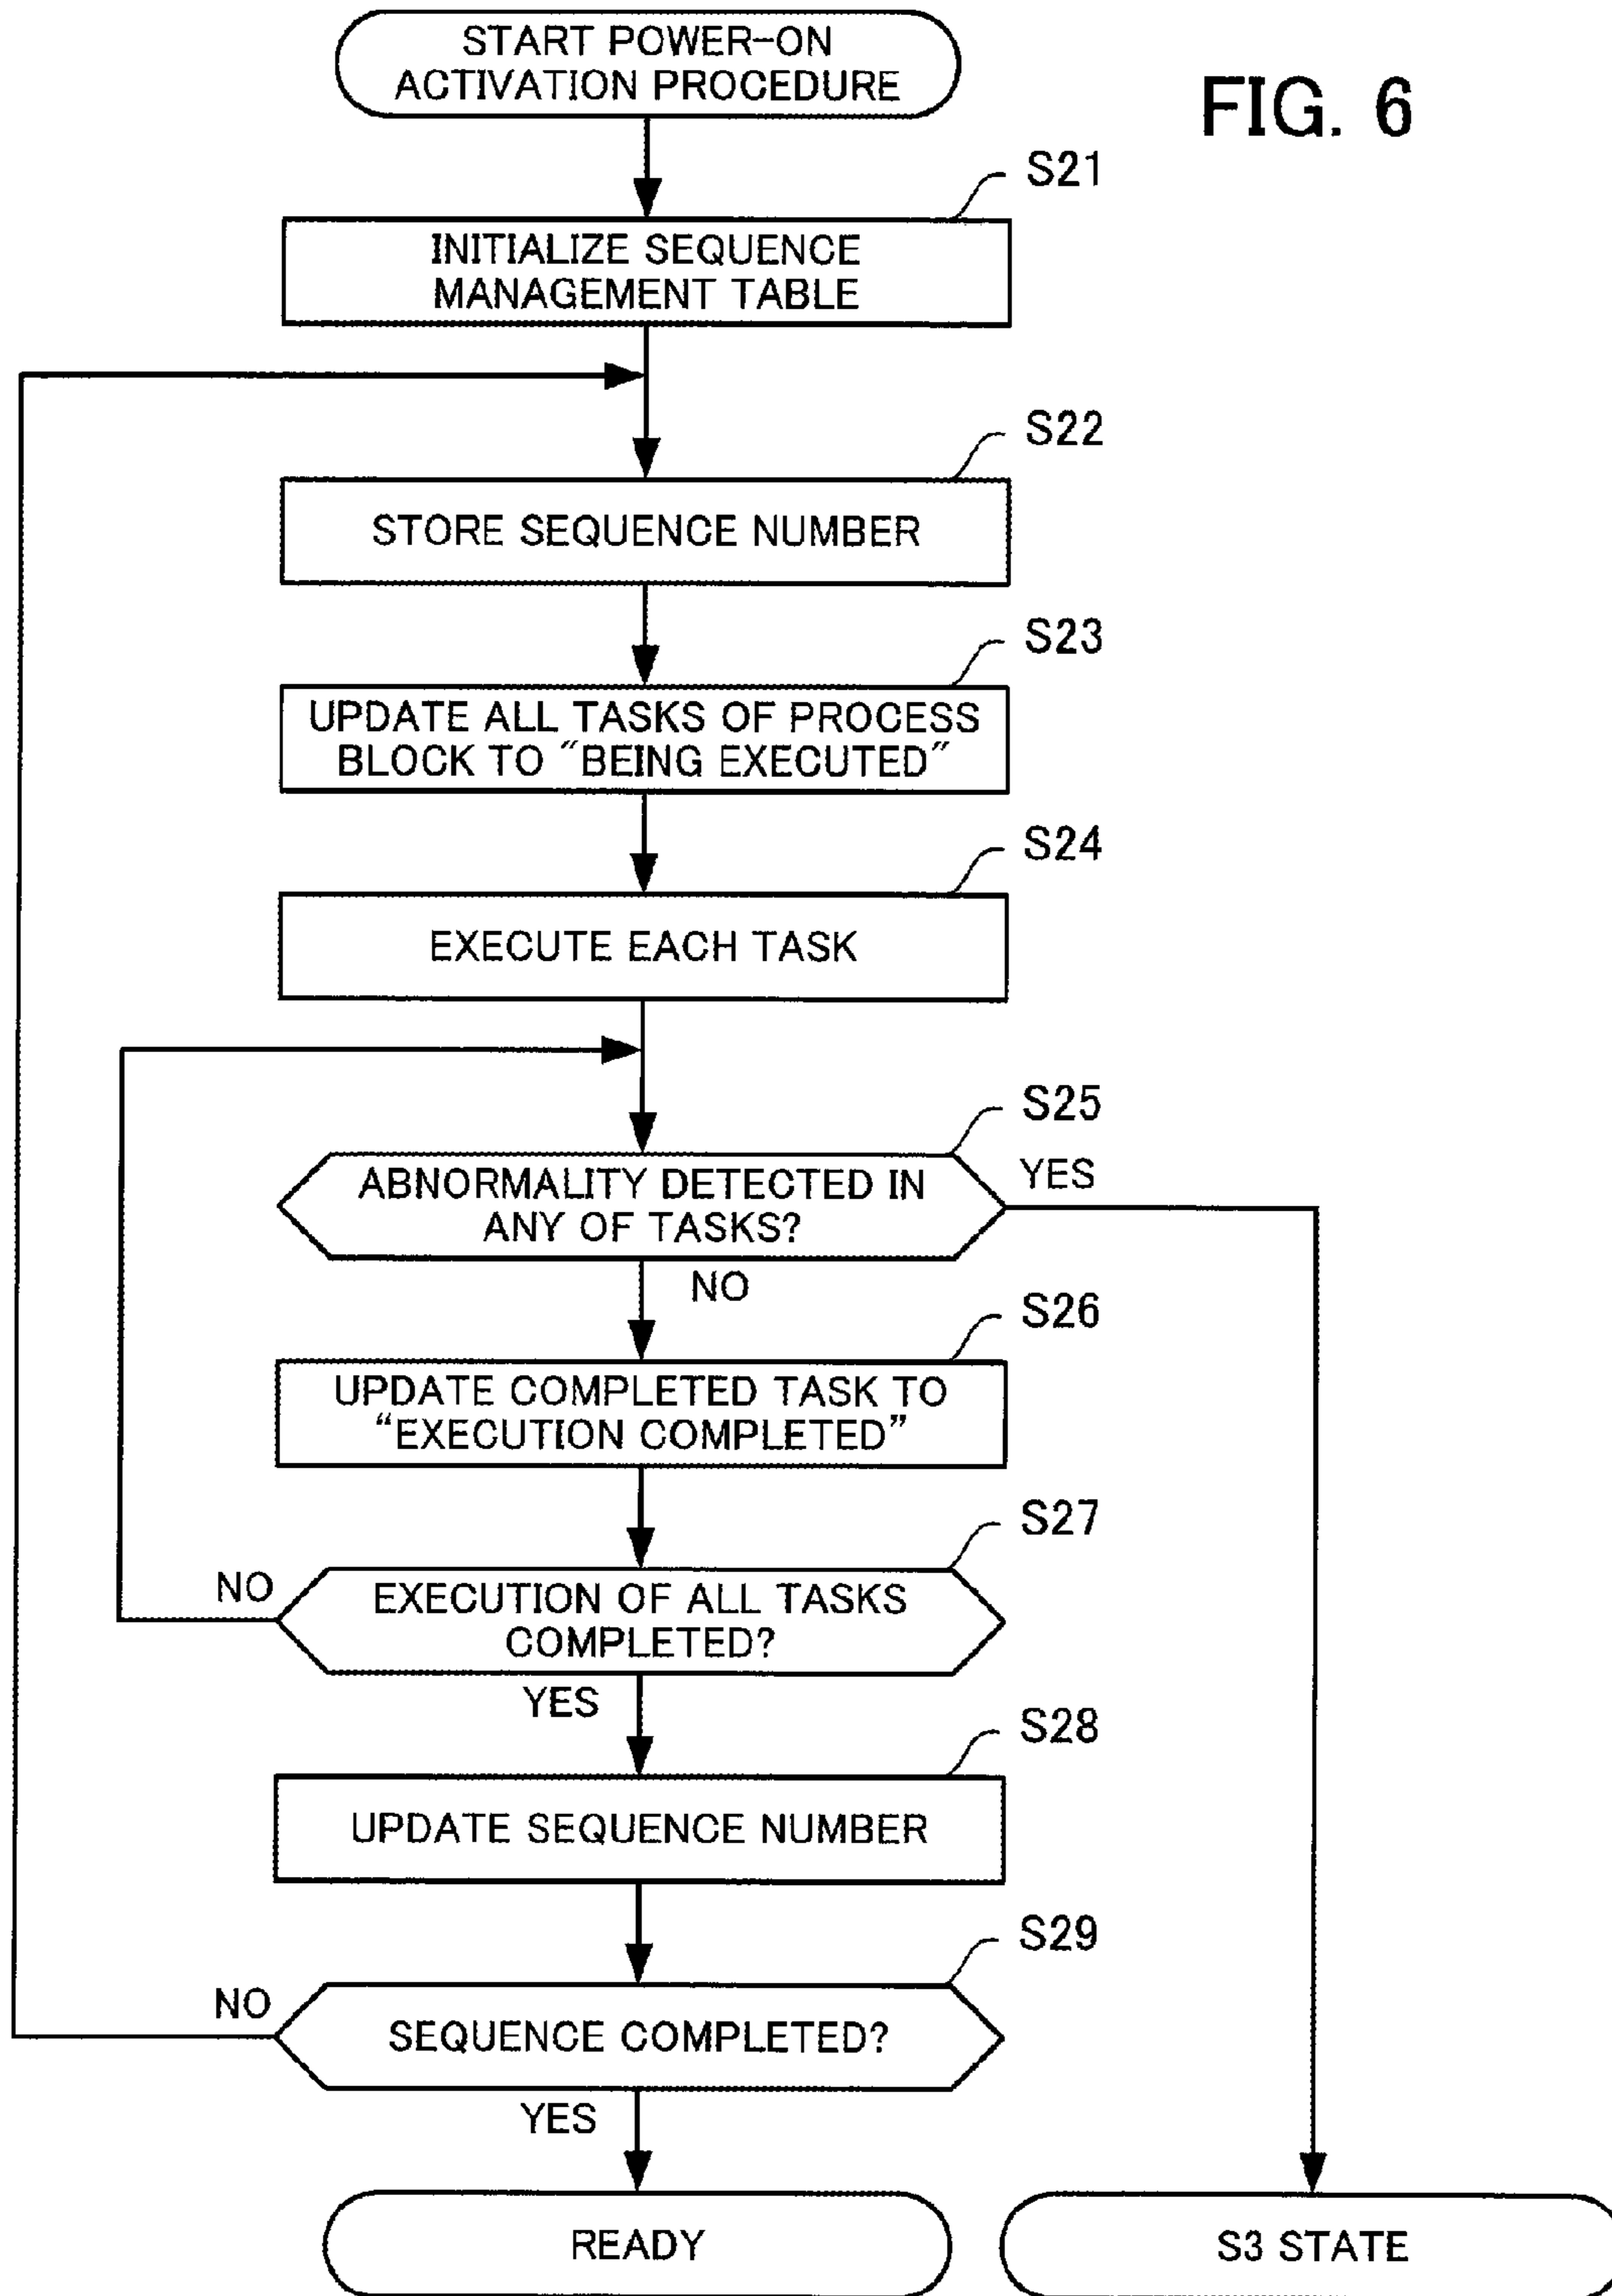 START POWER-ON
ACTIVATION PROCEDURE
FIG. 6
S21
INITIALIZE SEQUENCE
MANAGEMENT TABLE
S22
STORE SEQUENCE NUMBER
S23
UPDATE ALL TASKS OF PROCESS
BLOCK TO “BEING EXECUTED”
S24
EXECUTE EACH TASK
S25
ABNORMALITY DETECTED IN
ANY OF TASKS?
YES
NO
S26
UPDATE COMPLETED TASK TO
“EXECUTION COMPLETED”
S27
NO
EXECUTION OF ALL TASKS
COMPLETED?
YES
S28
UPDATE SEQUENCE NUMBER
S29
NO
SEQUENCE COMPLETED?
YES
READY
S3 STATE